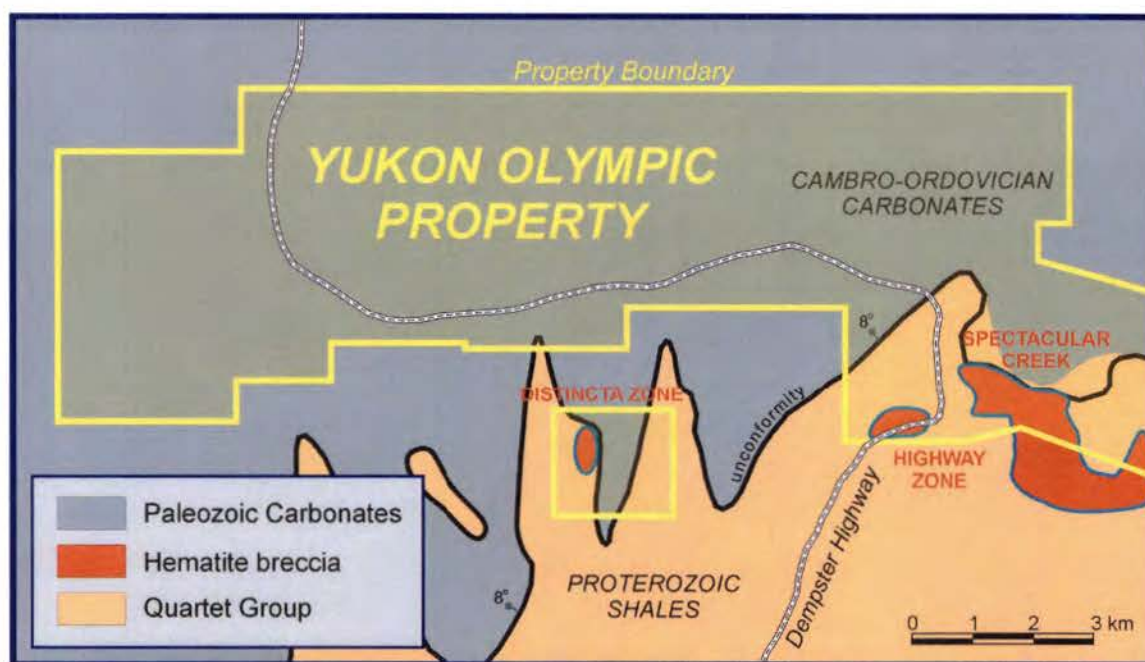 Property Boundary
YUKON OLYMPIC
PROPERTY
CAMBRO-ORDOVICIAN
CARBONATES
8°
SPECTACULAR
CREEK
DISTINCTA ZONE
unconformity
HIGHWAY
ZONE
Dempster Highway
PROTEROZOIC
SHALES
8°
Paleozoic Carbonates
Hematite breccia
Quartet Group
0 1 2 3 km